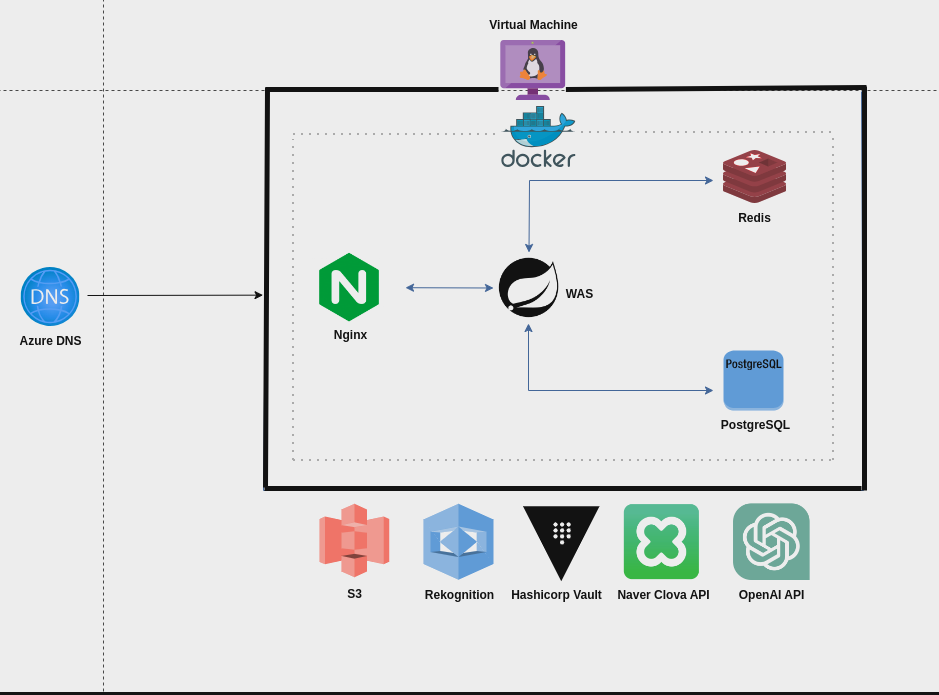 Virtual Machine
docker
Redis
DNS
Azure DNS
N
Nginx
WAS
PostgreSQL
PostgreSQL
S3
Rekognition
Hashicorp Vault
Naver Clova API
OpenAI API